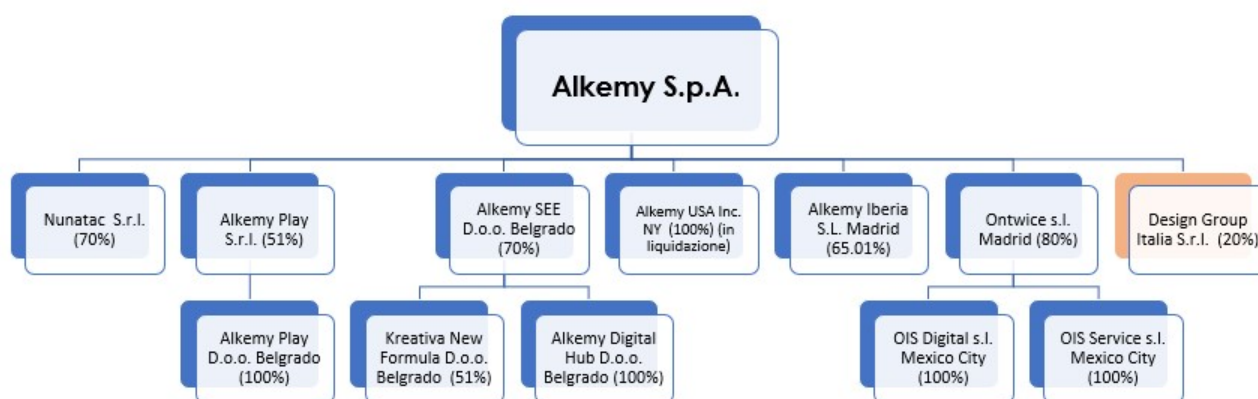 Alkemy S.p.A.
Nunatac S.r.l.
(70%)
Alkemy Play
S.r.l. (51%)
Alkemy SEE
D.o.o. Belgrado
(70%)
Alkemy USA Inc.
NY (100%) (in
liquidazione)
Alkemy Iberia
S.L. Madrid
(65.01%)
Ontwice s.l.
Madrid (80%)
Design Group
Italia S.r.l. (20%)
Alkemy Play
D.o.o. Belgrado
(100%)
Kreativa New
Formula D.o.o.
Belgrado (51%)
Alkemy Digital
Hub D.o.o.
Belgrado (100%)
OIS Digital s.l.
Mexico City
(100%)
OIS Service s.l.
Mexico City
(100%)